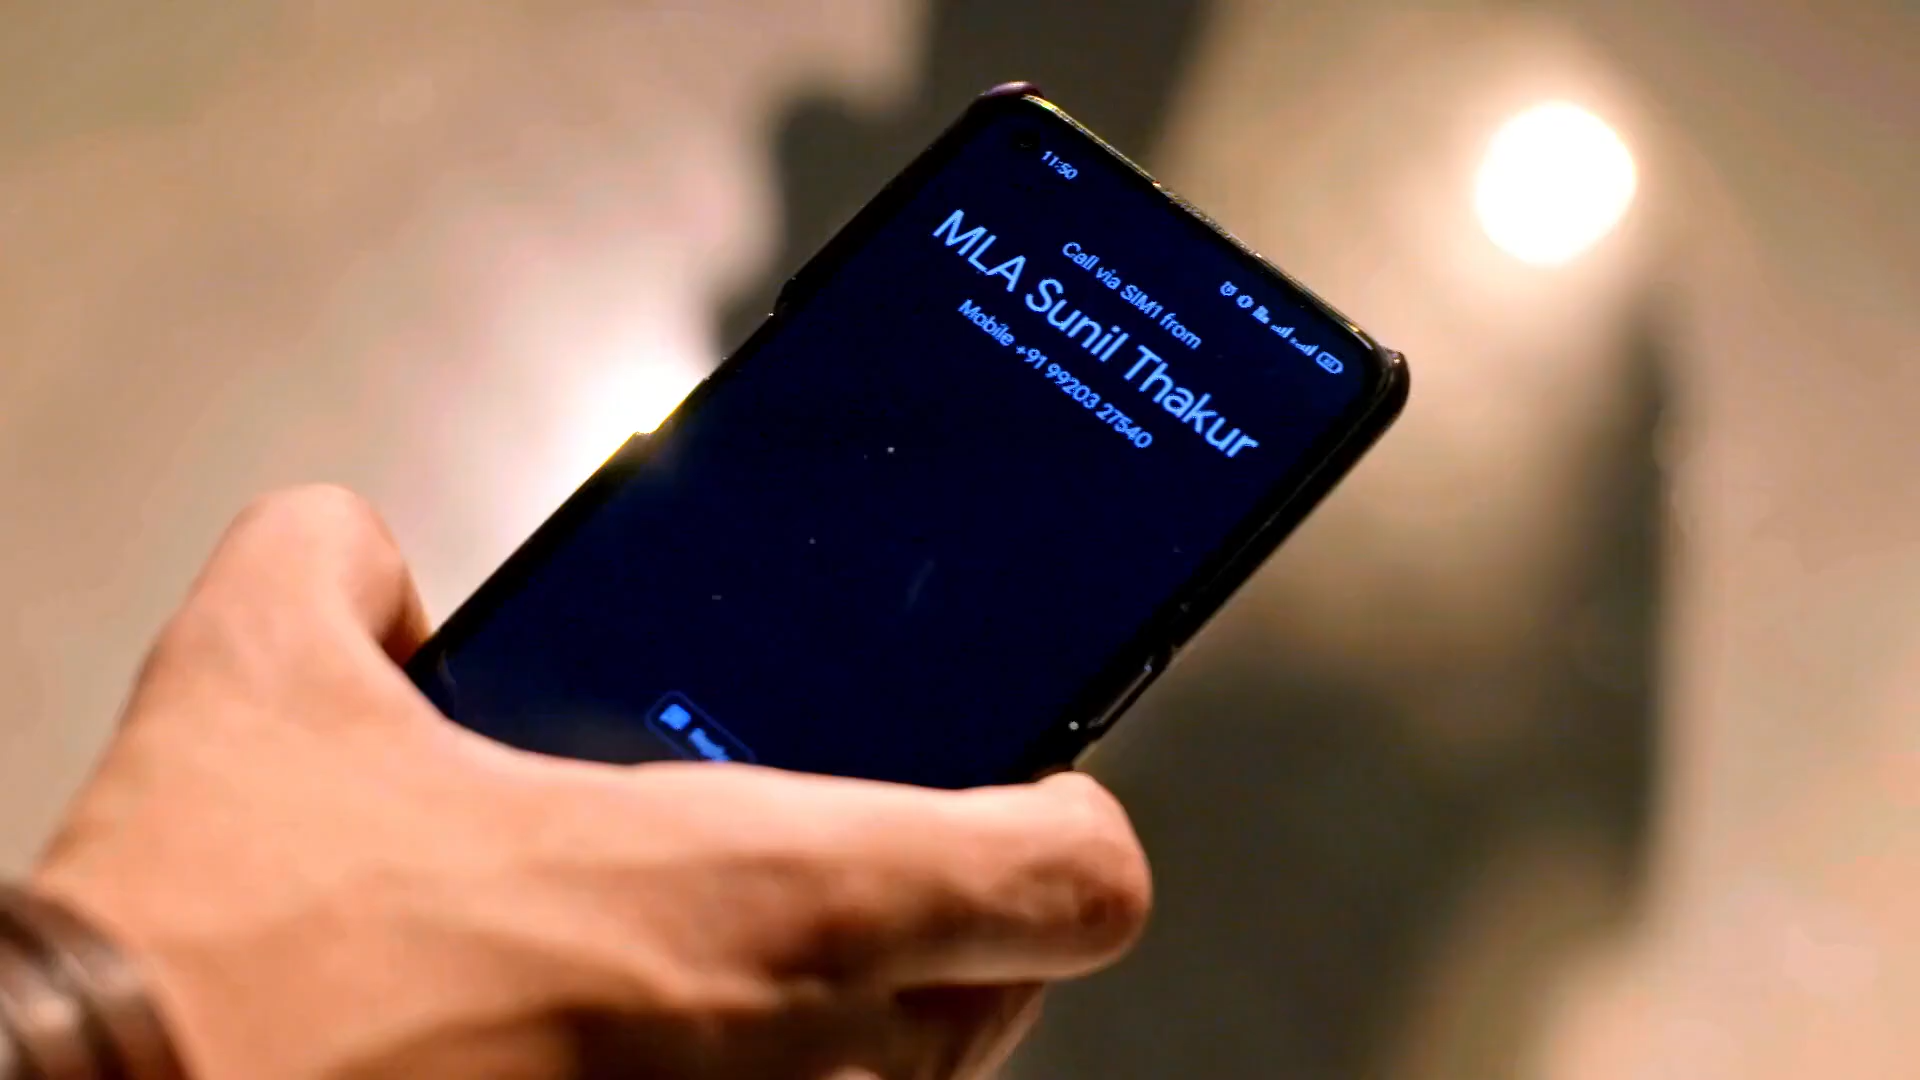 11:50
Call via SIM1 from
MLA Sunil Thakur
Mobile +91 99203 27540